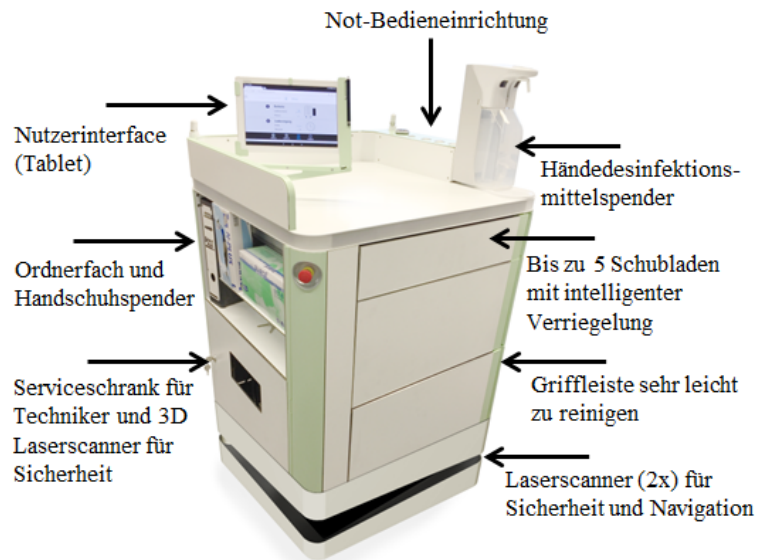 Not-Bedieneinrichtung
Nutzerinterface
(Tablet)
Händedesinfektions-
mittelspender
Ordnerfach und
Handschuhspender
Bis zu 5 Schubladen
mit intelligenter
Verriegelung
Serviceschrank für
Techniker und 3D
Laserscanner für
Sicherheit
Griffleiste sehr leicht
zu reinigen
Laserscanner (2x) für
Sicherheit und Navigation